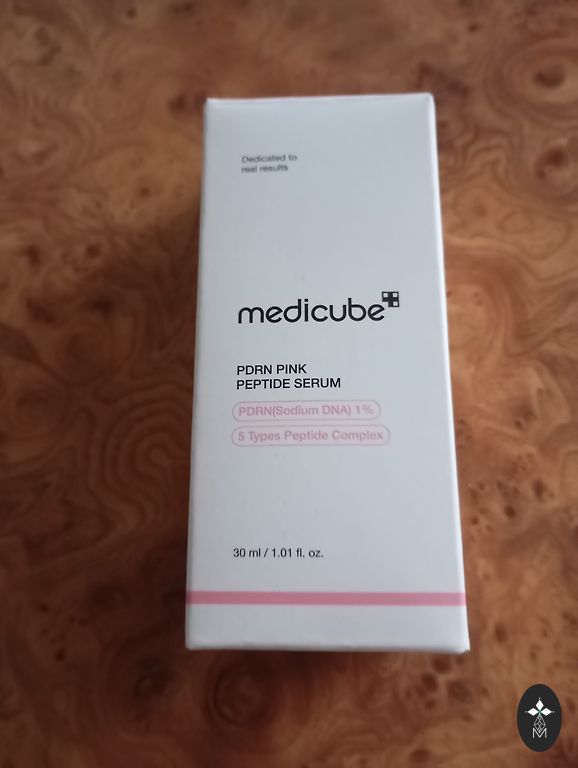 Dedicated to
real results
medicube
PDRN PINK
PEPTIDE SERUM
PDRN(Sodium DNA) 1%
5 Types Peptide Complex
30 ml / 1.01 fl. oz.
M